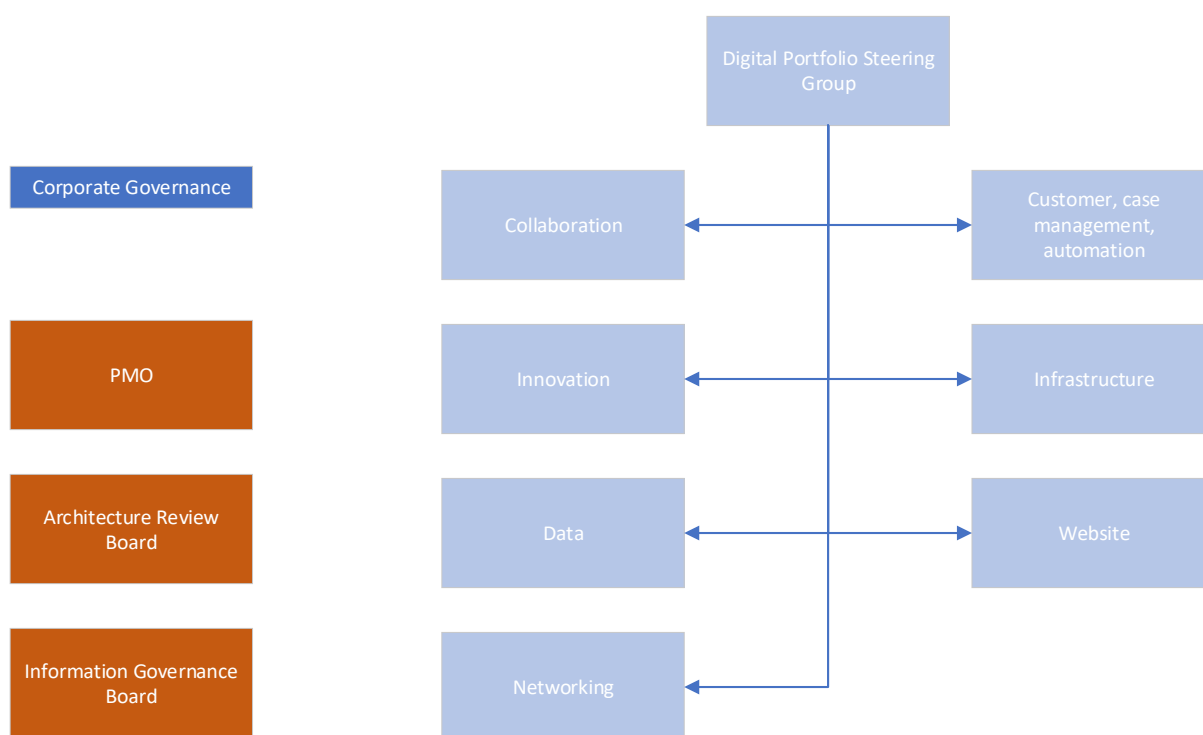 Digital Portfolio Steering
Group
Corporate Governance
Collaboration
Customer, case
management,
automation
PMO
Innovation
Infrastructure
Architecture Review
Board
Data
Website
Information Governance
Board
Networking